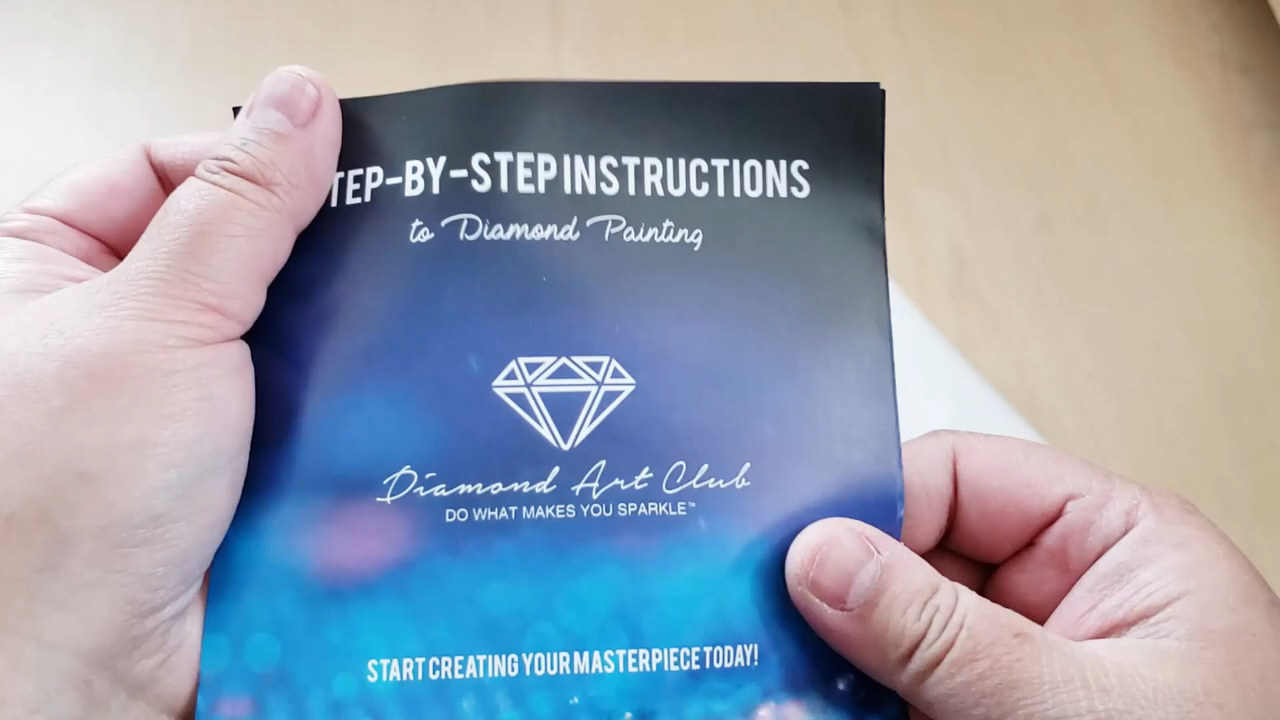 TEP-BY-STEP INSTRUCTIONS
to Diamond Painting
Diamond Art Club
DO WHAT MAKES YOU SPARKLE™
START CREATING YOUR MASTERPIECE TODAY!